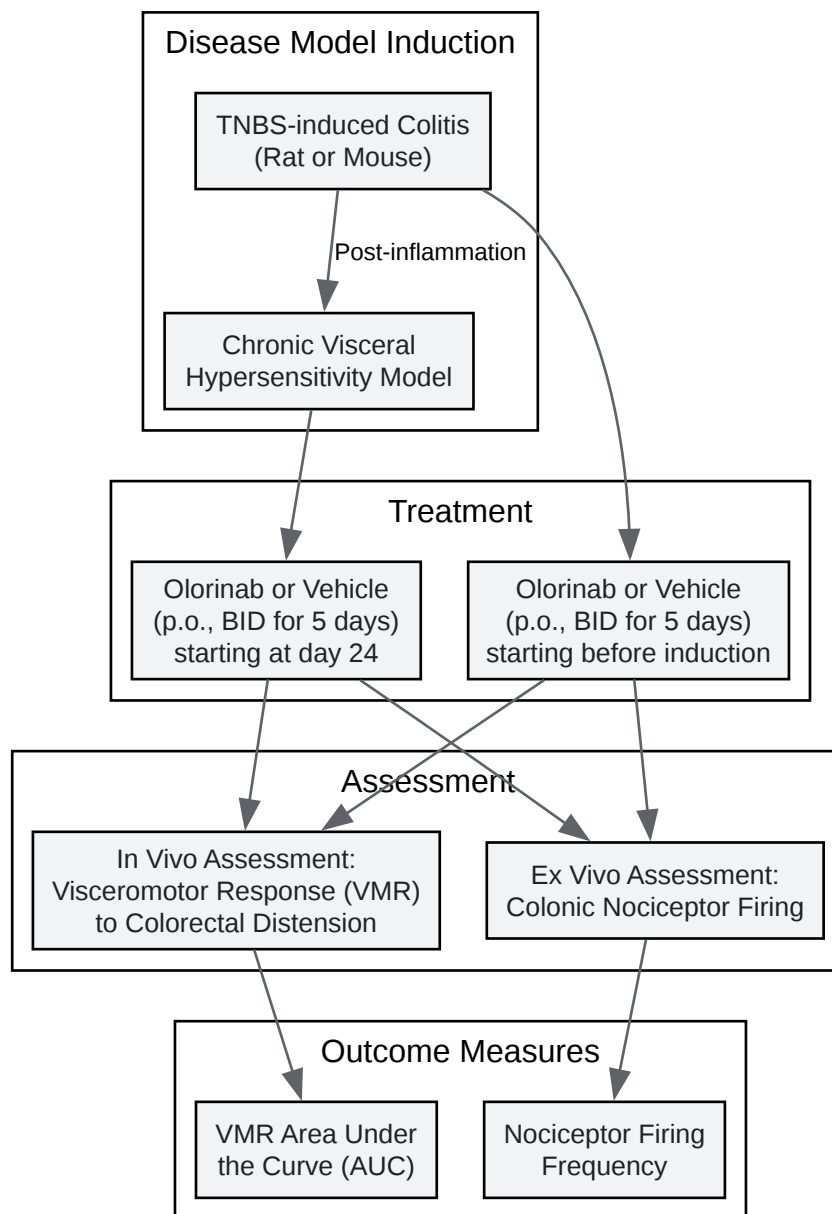 Disease Model Induction
TNBS-induced Colitis
(Rat or Mouse)
Post-inflammation
Chronic Visceral
Hypersensitivity Model
Treatment
Olorinab or Vehicle
(p.o., BID for 5 days)
starting at day 24
Olorinab or Vehicle
(p.o., BID for 5 days)
starting before induction
Assessment
In Vivo Assessment:
Visceromotor Response (VMR)
to Colorectal Distension
Ex Vivo Assessment:
Colonic Nociceptor Firing
Outcome Measures
VMR Area Under
the Curve (AUC)
Nociceptor Firing
Frequency